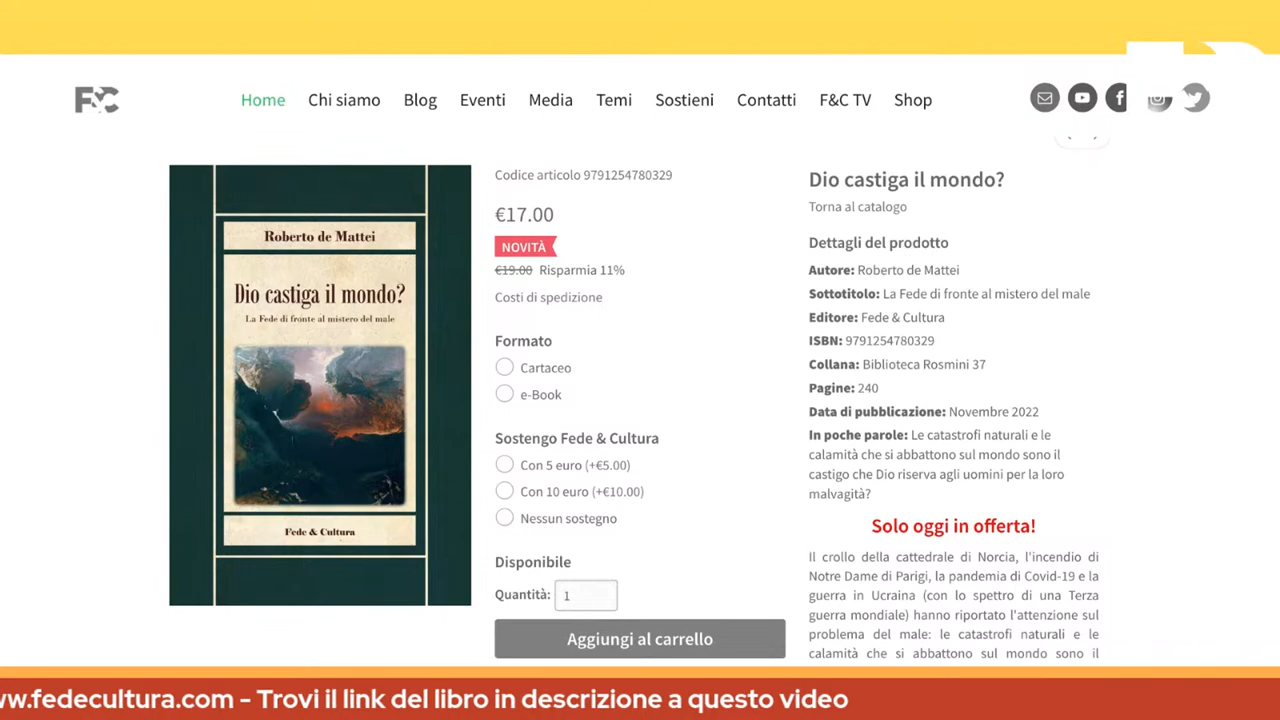 F&C
Home Chi siamo Blog Eventi Media Temi Sostieni Contatti F&C TV Shop
Roberto de Mattei
Dio castiga il mondo?
La Fede di fronte al mistero del male
Fede & Cultura
Codice articolo 9791254780329
€17.00
NOVITÀ
€19.00 Risparmia 11%
Costi di spedizione
Formato
Cartaceo
e-Book
Sostengo Fede & Cultura
Con 5 euro (+€5.00)
Con 10 euro (+€10.00)
Nessun sostegno
Disponibile
Quantità: 1
Aggiungi al carrello
Dio castiga il mondo?
Torna al catalogo
Dettagli del prodotto
Autore: Roberto de Mattei
Sottotitolo: La Fede di fronte al mistero del male
Editore: Fede & Cultura
ISBN: 9791254780329
Collana: Biblioteca Rosmini 37
Pagine: 240
Data di pubblicazione: Novembre 2022
In poche parole: Le catastrofi naturali e le
calamità che si abbattono sul mondo sono il
castigo che Dio riserva agli uomini per la loro
malvagità?
Solo oggi in offerta!
Il crollo della cattedrale di Norcia, l'incendio di
Notre Dame di Parigi, la pandemia di Covid-19 e la
guerra in Ucraina (con lo spettro di una Terza
guerra mondiale) hanno riportato l'attenzione sul
problema del male: le catastrofi naturali e le
calamità che si abbattono sul mondo sono il
w.fedecultura.com - Trovi il link del libro in descrizione a questo video